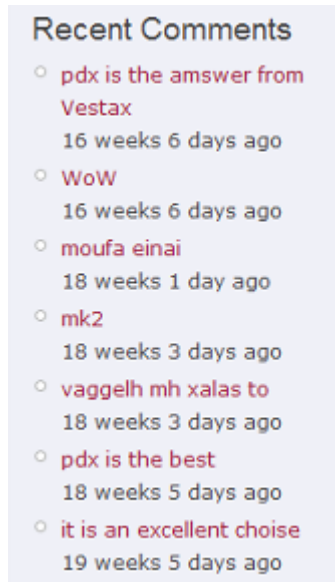 Recent Comments
pdx is the amswer from
Vestax
16 weeks 6 days ago
WoW
16 weeks 6 days ago
moufa einai
18 weeks 1 day ago
mk2
18 weeks 3 days ago
vaggelh mh xalas to
18 weeks 3 days ago
pdx is the best
18 weeks 5 days ago
it is an excellent choise
19 weeks 5 days ago